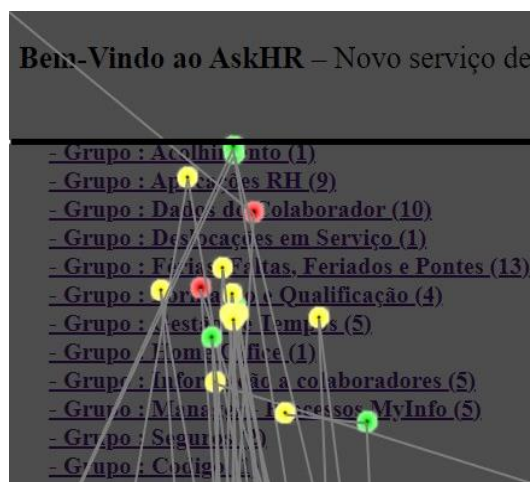 Bem-Vindo ao AskHR – Novo serviço de
- Grupo : Acolhimento (1)
- Grupo : Aplicações RH (9)
- Grupo : Dados do Colaborador (10)
- Grupo : Deslocações em Serviço (1)
- Grupo : Férias, Faltas, Feriados e Pontes (13)
- Grupo : Formação e Qualificação (4)
- Grupo : Gestão de Tempos (5)
- Grupo : Home Office (1)
- Grupo : Informação a colaboradores (5)
- Grupo : Processos MyInfo (5)
- Grupo : Seguros
- Grupo : Codigo